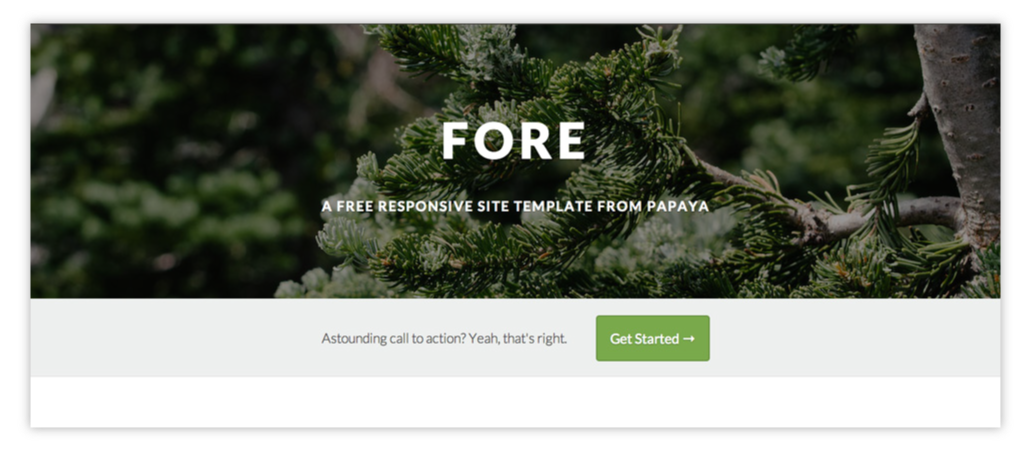 FORE
A FREE RESPONSIVE SITE TEMPLATE FROM PAPAYA
Astounding call to action? Yeah, that's right.
Get Started →